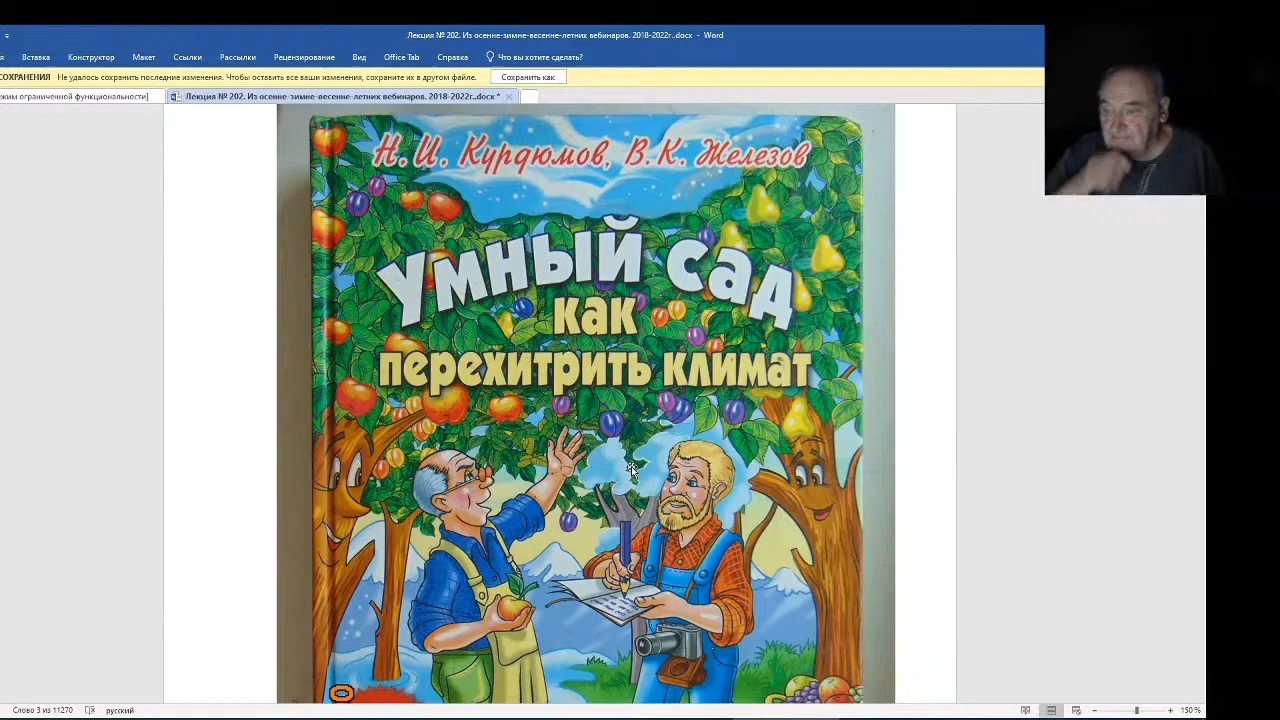 Лекция № 202. Из осенне-зимне-весенне-летних вебинаров. 2018-2022г..docx - Word
Вставка Конструктор Макет Ссылки Рассылки Рецензирование Вид Office Tab Справка Что вы хотите сделать?
СОХРАНЕНИЯ Не удалось сохранить последние изменения. Чтобы оставить все ваши изменения, сохраните их в другом файле. Сохранить как
жим ограниченной функциональности] Лекция № 202. Из осенне-зимне-весенне-летних вебинаров. 2018-2022г..docx *
Н. И. Курдюмов, В. К. Железов
Умный сад
как
перехитрить климат
Слово 3 из 11270 русский 150 %